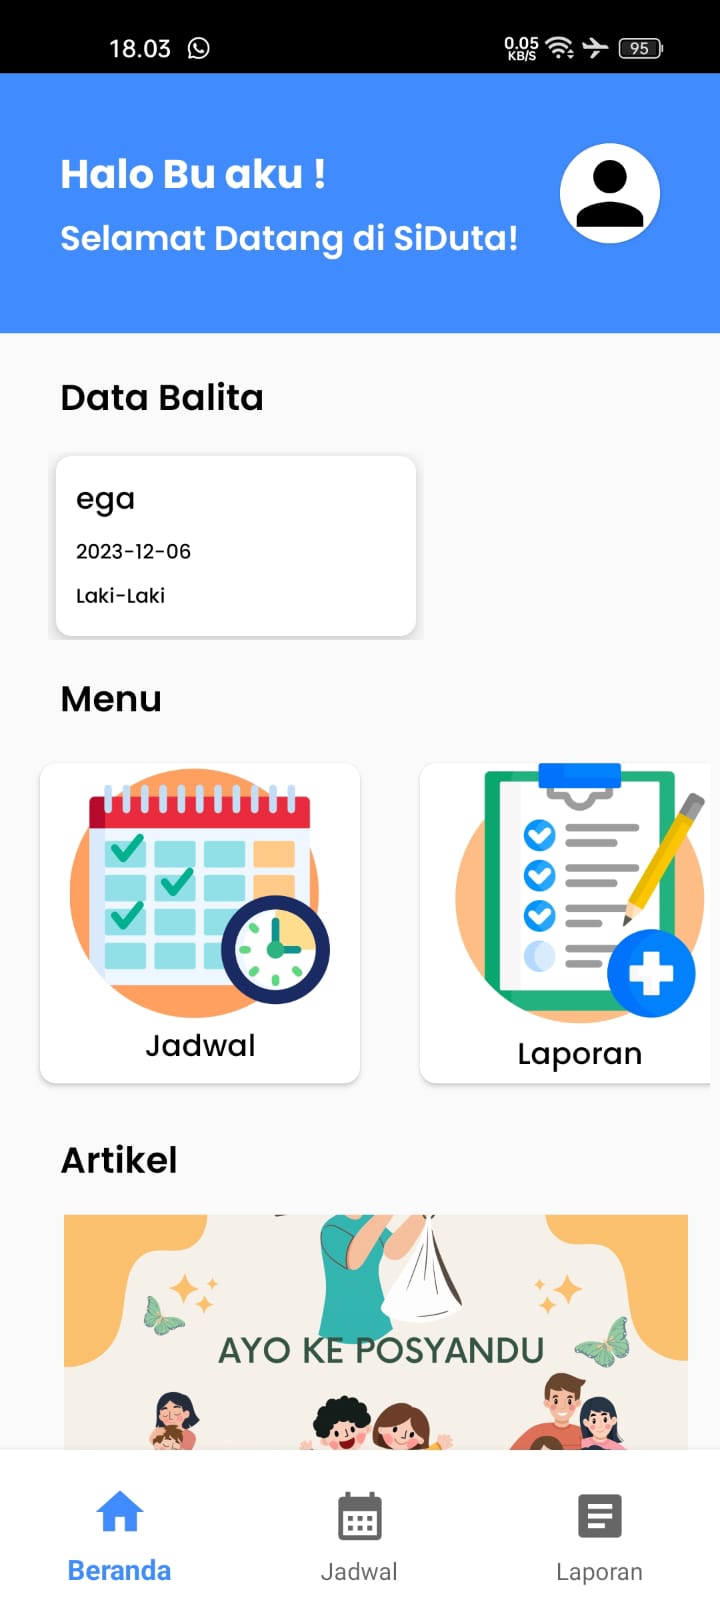 18.03
0.05
KB/S
95
Halo Bu aku !
Selamat Datang di SiDuta!
Data Balita
ega
2023-12-06
Laki-Laki
Menu
Jadwal
Laporan
Artikel
AYO KE POSYANDU
Beranda
Jadwal
Laporan